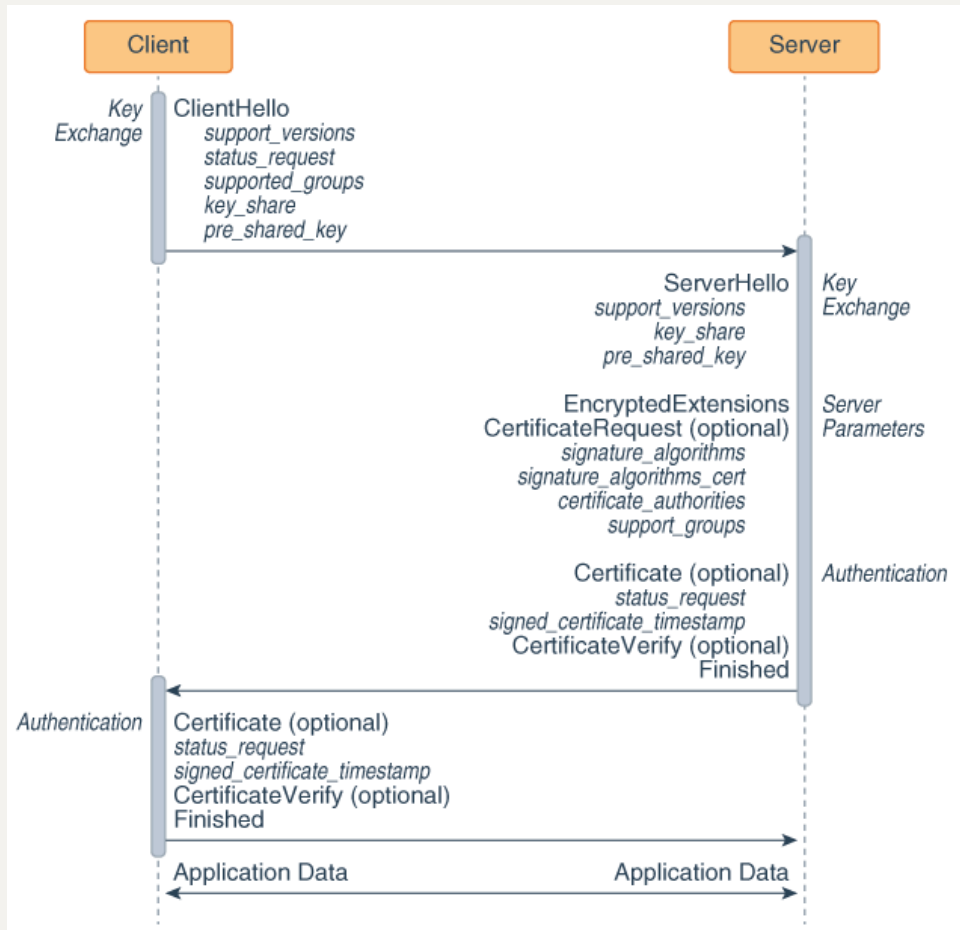 Client
Server
Key
Exchange
ClientHello
support_versions
status_request
supported_groups
key_share
pre_shared_key
ServerHello
support_versions
key_share
pre_shared_key
Key
Exchange
EncryptedExtensions
CertificateRequest (optional)
signature_algorithms
signature_algorithms_cert
certificate_authorities
support_groups
Server
Parameters
Certificate (optional)
status_request
signed_certificate_timestamp
CertificateVerify (optional)
Finished
Authentication
Authentication
Certificate (optional)
status_request
signed_certificate_timestamp
CertificateVerify (optional)
Finished
Application Data
Application Data